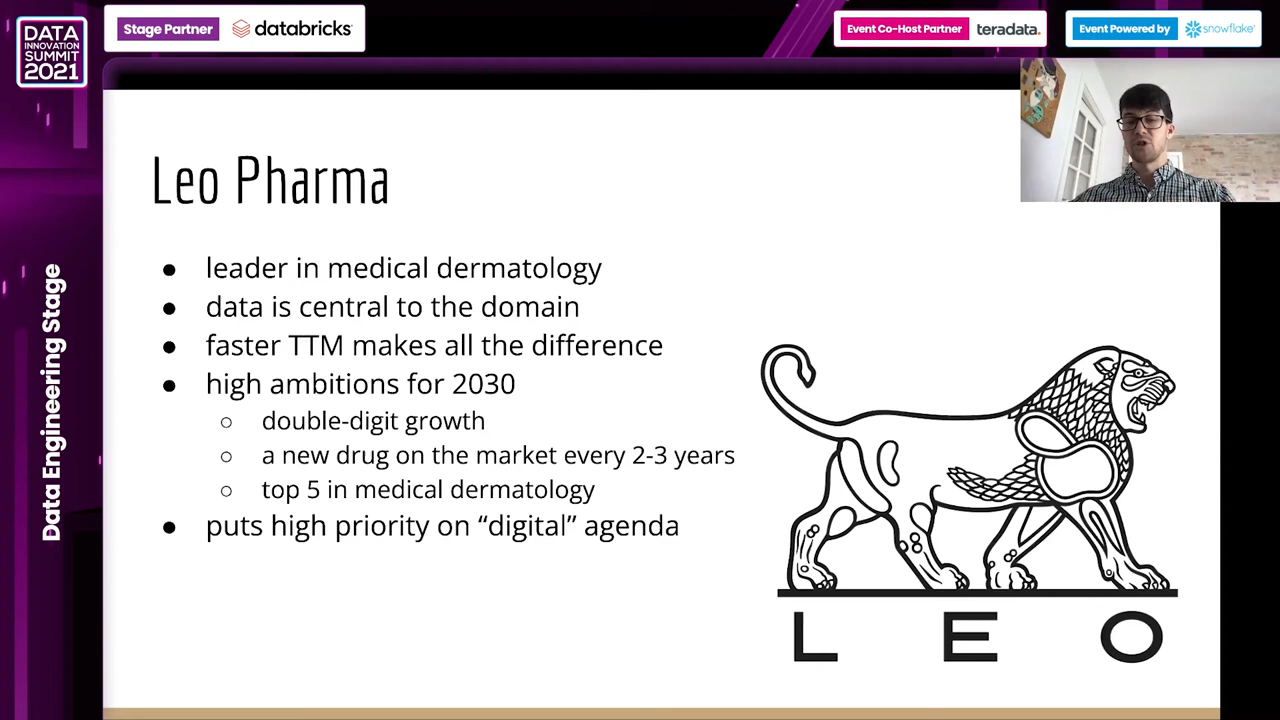 DATA
INNOVATION
SUMMIT
2021
Stage Partner
databricks
Event Co-Host Partner
teradata.
Event Powered by
snowflake
Data Engineering Stage
Leo Pharma
● leader in medical dermatology
● data is central to the domain
● faster TTM makes all the difference
● high ambitions for 2030
○ double-digit growth
○ a new drug on the market every 2-3 years
○ top 5 in medical dermatology
● puts high priority on “digital” agenda
LEO